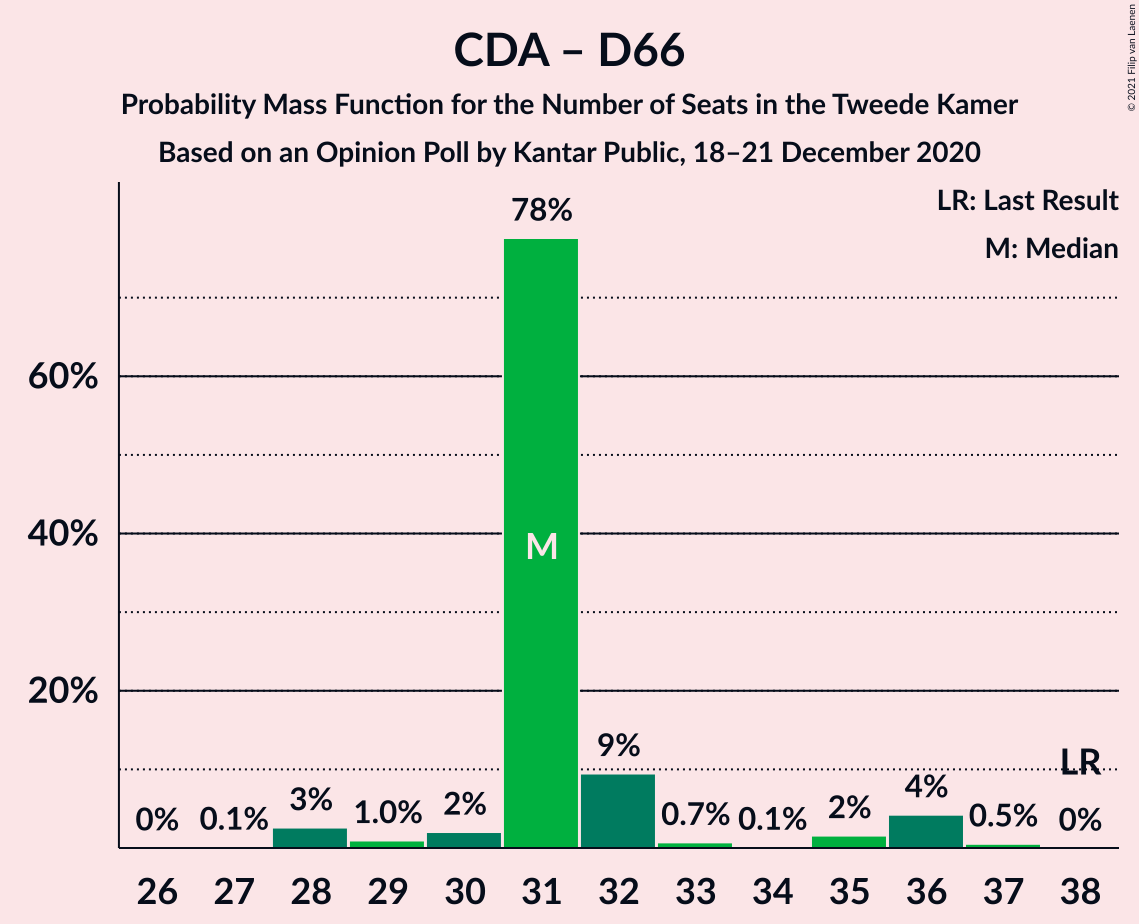 CDA – D66
Probability Mass Function for the Number of Seats in the Tweede Kamer
Based on an Opinion Poll by Kantar Public, 18–21 December 2020
© 2021 Filip van Laenen
LR: Last Result
M: Median
78%
60%
40%
20%
M
0%
0.1%
3%
1.0%
2%
9%
0.7%
0.1%
2%
4%
0.5%
LR
0%
26 27 28 29 30 31 32 33 34 35 36 37 38